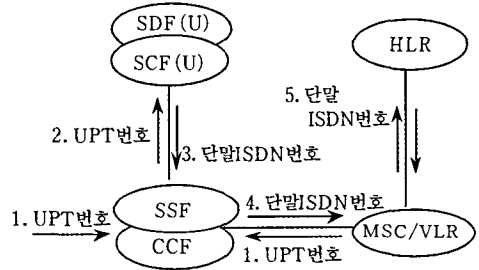 SDF(U)
SCF(U)
HLR
5. 단말
ISDN번호
2. UPT번호
3. 단말ISDN번호
1. UPT번호
SSF
CCF
4. 단말ISDN번호
1. UPT번호
MSC/VLR